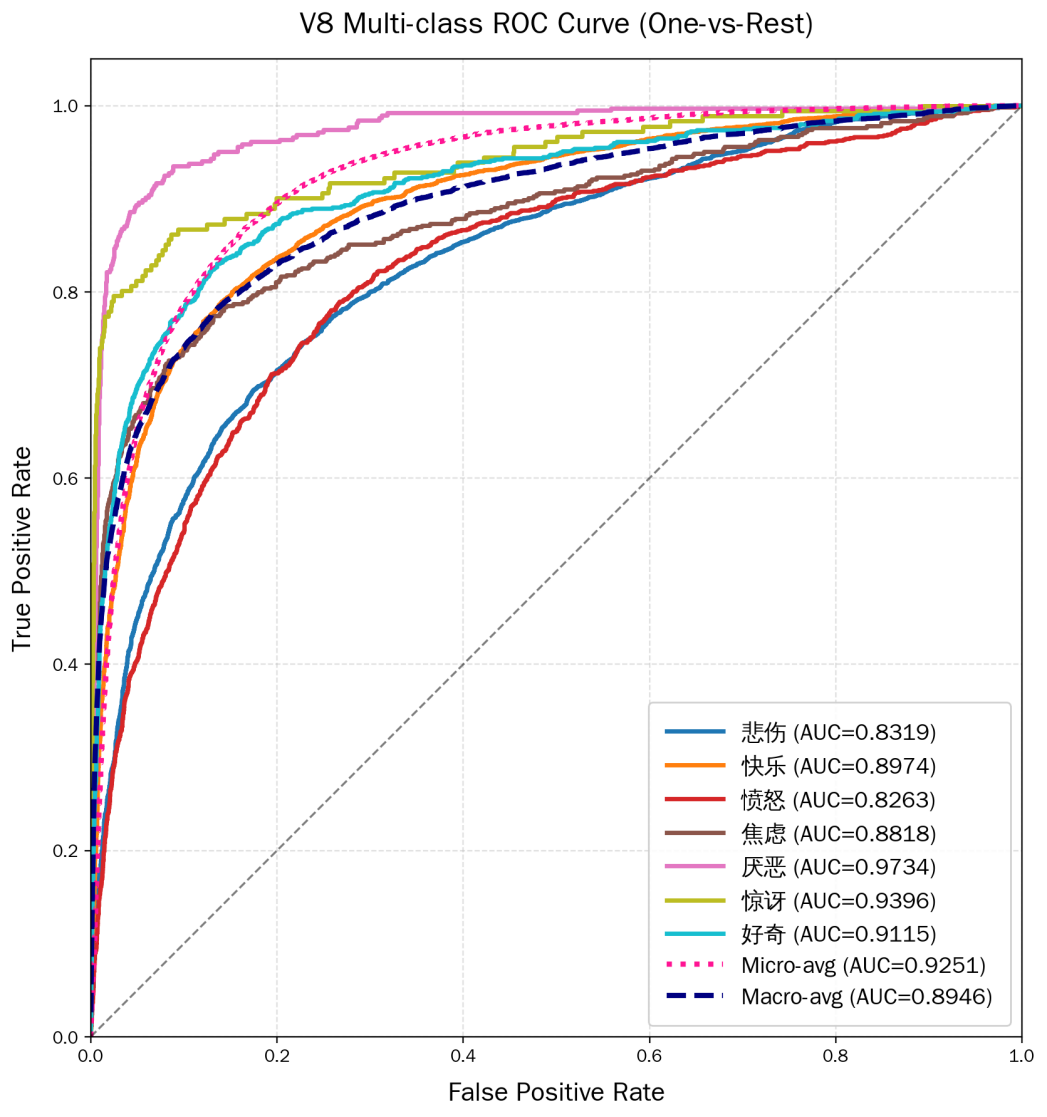 V8 Multi-class ROC Curve (One-vs-Rest)
True Positive Rate
1.0
0.8
0.6
0.4
0.2
0.0
0.0 0.2 0.4 0.6 0.8 1.0
False Positive Rate
悲伤 (AUC=0.8319)
快乐 (AUC=0.8974)
愤怒 (AUC=0.8263)
焦虑 (AUC=0.8818)
厌恶 (AUC=0.9734)
惊讶 (AUC=0.9396)
好奇 (AUC=0.9115)
Micro-avg (AUC=0.9251)
Macro-avg (AUC=0.8946)